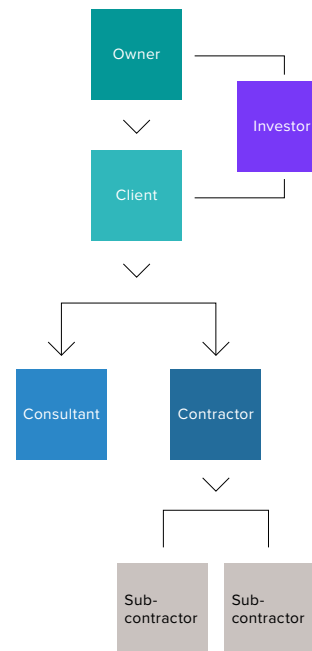 Owner
Investor
Client
Consultant
Contractor
Sub-
contractor
Sub-
contractor